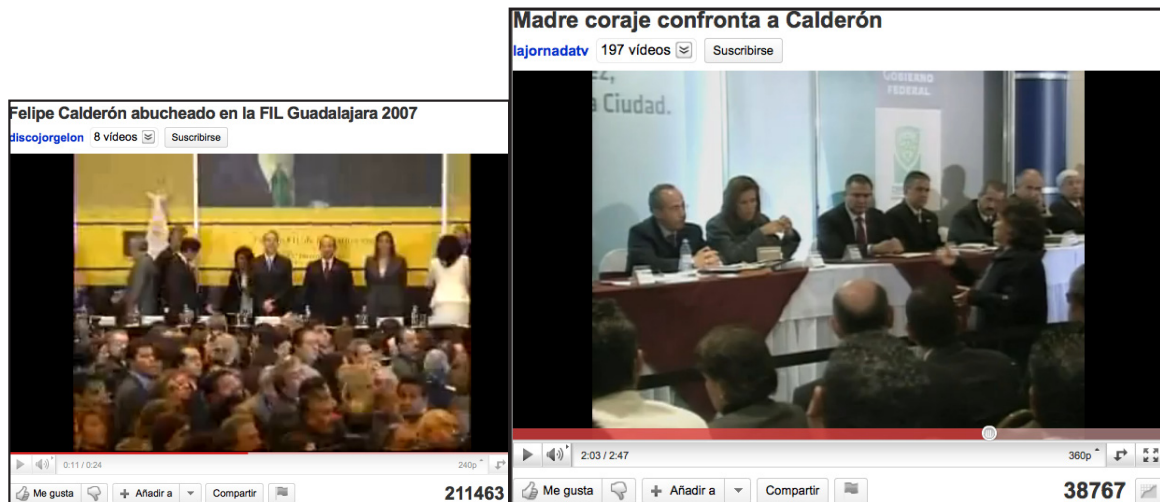 Felipe Calderón abucheado en la FIL Guadalajara 2007
discojorgelon 8 vídeos Suscribirse
0:11 / 0:24 240p
Me gusta Añadir a Compartir 211463
Madre coraje confronta a Calderón
lajornadatv 197 vídeos Suscribirse
Ciudad.
GOBIERNO
FEDERAL
2:03 / 2:47 360p
Me gusta Añadir a Compartir 38767